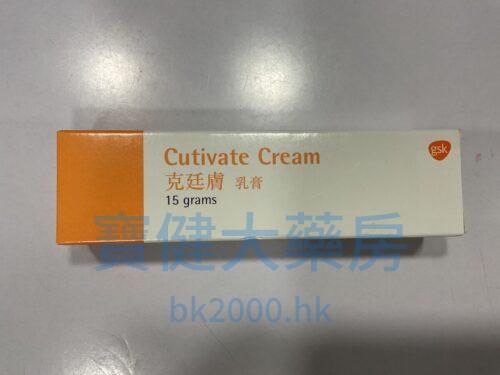 Cutivate Cream
gsk
克廷膚 乳膏
15 grams
寶健大藥房
bk2000.hk